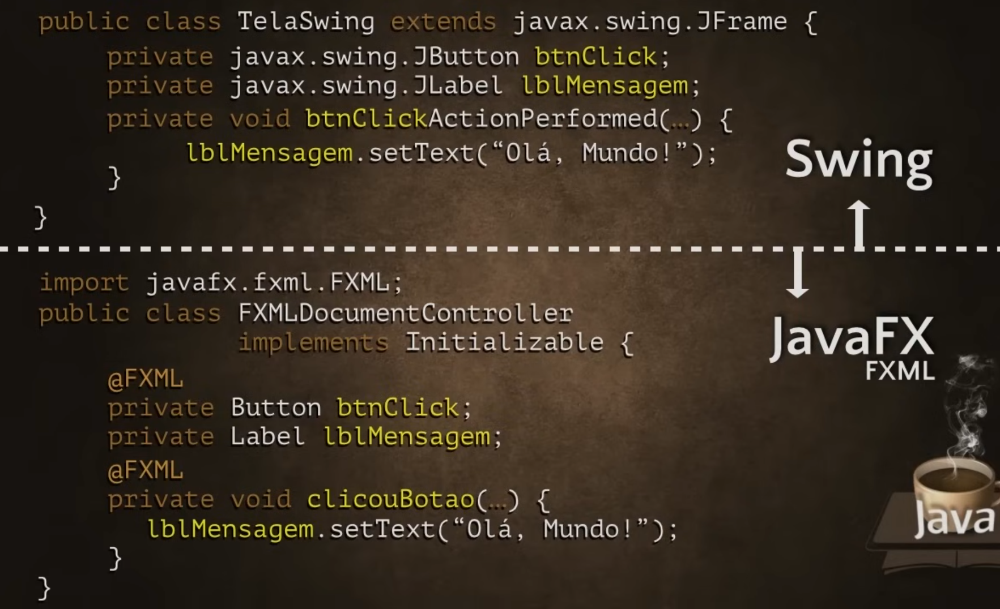 public class TelaSwing extends javax.swing.JFrame {
private javax.swing.JButton btnClick;
private javax.swing.JLabel lblMensagem;
private void btnClickActionPerformed(…) {
lblMensagem.setText(“Olá, Mundo!”);
}
}
Swing
import javafx.fxml.FXML;
public class FXMLDocumentController
implements Initializable {
@FXML
private Button btnClick;
private Label lblMensagem;
@FXML
private void clicouBotao(…) {
lblMensagem.setText(“Olá, Mundo!”);
}
}
JavaFX
FXML
Java